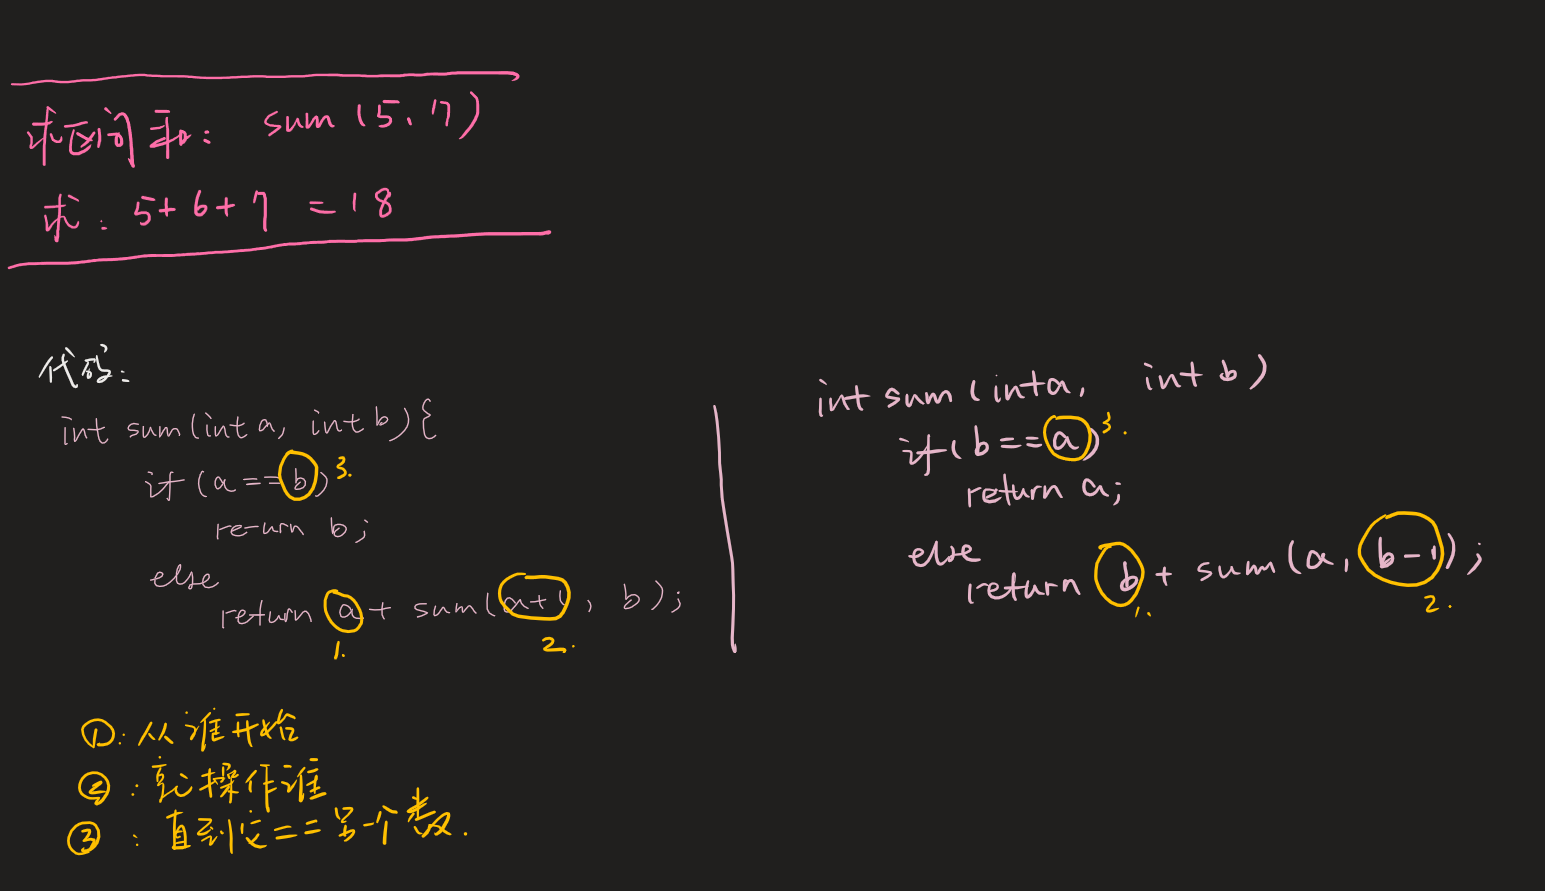 求区间和: sum (5, 7)
求: 5+6+7 =18
代码:
int sum(int a, int b){
if (a==b) 3.
return b;
else
return a + sum(a+1, b);
1. 2.
int sum (int a, int b)
if( b==a) 3.
return a;
else
return b + sum(a, b-1);
1. 2.
①: 从谁开始
②: 就操作谁
③: 直到它==另一个数.